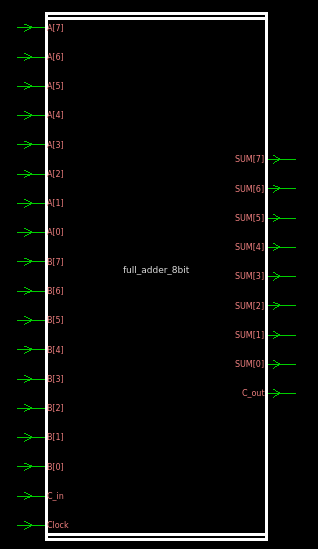 A[7]
A[6]
A[5]
A[4]
A[3]
A[2]
A[1]
A[0]
B[7]
B[6]
B[5]
B[4]
B[3]
B[2]
B[1]
B[0]
C_in
Clock
full_adder_8bit
SUM[7]
SUM[6]
SUM[5]
SUM[4]
SUM[3]
SUM[2]
SUM[1]
SUM[0]
C_out